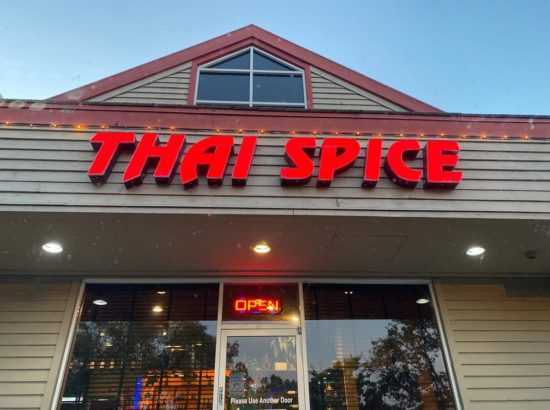 THAI SPICE
OPEN
Please Use Another Door